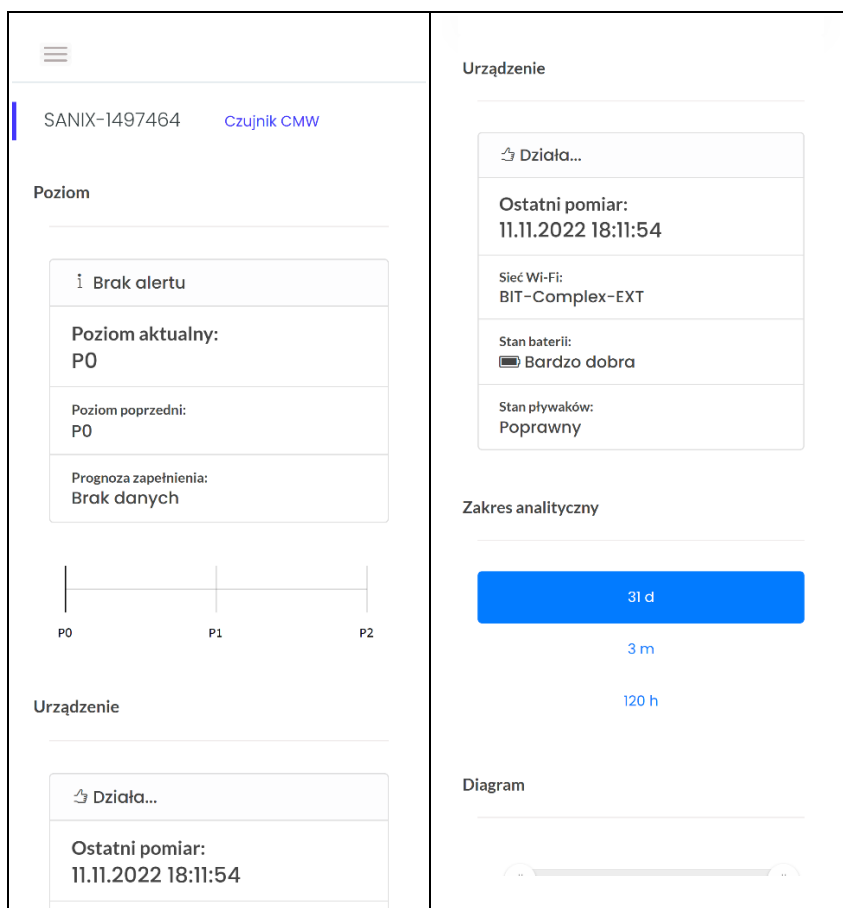 SANIX-1497464 Czujnik CMW
Poziom
Brak alertu
Poziom aktualny:
P0
Poziom poprzedni:
P0
Prognoza zapełnienia:
Brak danych
P0 P1 P2
Urządzenie
Działa...
Ostatni pomiar:
11.11.2022 18:11:54
Urządzenie
Działa...
Ostatni pomiar:
11.11.2022 18:11:54
Sieć Wi-Fi:
BIT-Complex-EXT
Stan baterii:
Bardzo dobra
Stan pływaków:
Poprawny
Zakres analityczny
31 d
3 m
120 h
Diagram